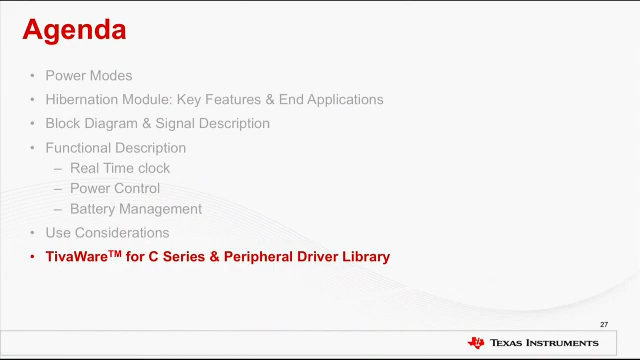 Agenda
• Power Modes
• Hibernation Module: Key Features & End Applications
• Block Diagram & Signal Description
• Functional Description
– Real Time clock
– Power Control
– Battery Management
• Use Considerations
• TivaWare™ for C Series & Peripheral Driver Library
27
TEXAS INSTRUMENTS